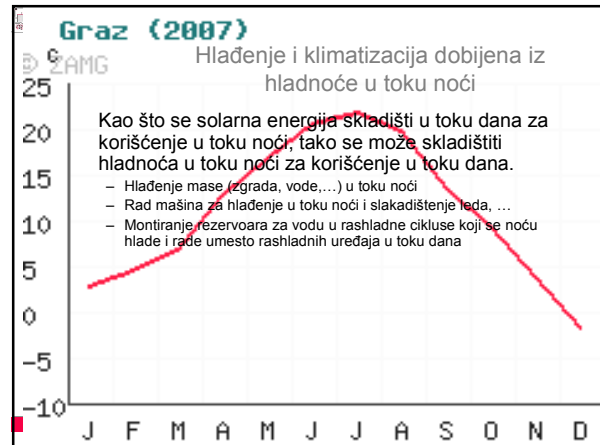 Graz (2007)
© ZAMG
°C
Hlađenje i klimatizacija dobijena iz
hladnoće u toku noći
25
20
15
10
5
0
-5
-10
Kao što se solarna energija skladišti u toku dana za
korišćenje u toku noći, tako se može skladištiti
hladnoća u toku noći za korišćenje u toku dana.
– Hlađenje mase (zgrada, vode,…) u toku noći
– Rad mašina za hlađenje u toku noći i slakadištenje leda, …
– Montiranje rezervoara za vodu u rashladne cikluse koji se noću
hlade i rade umesto rashladnih uređaja u toku dana
J F M A M J J A S O N D